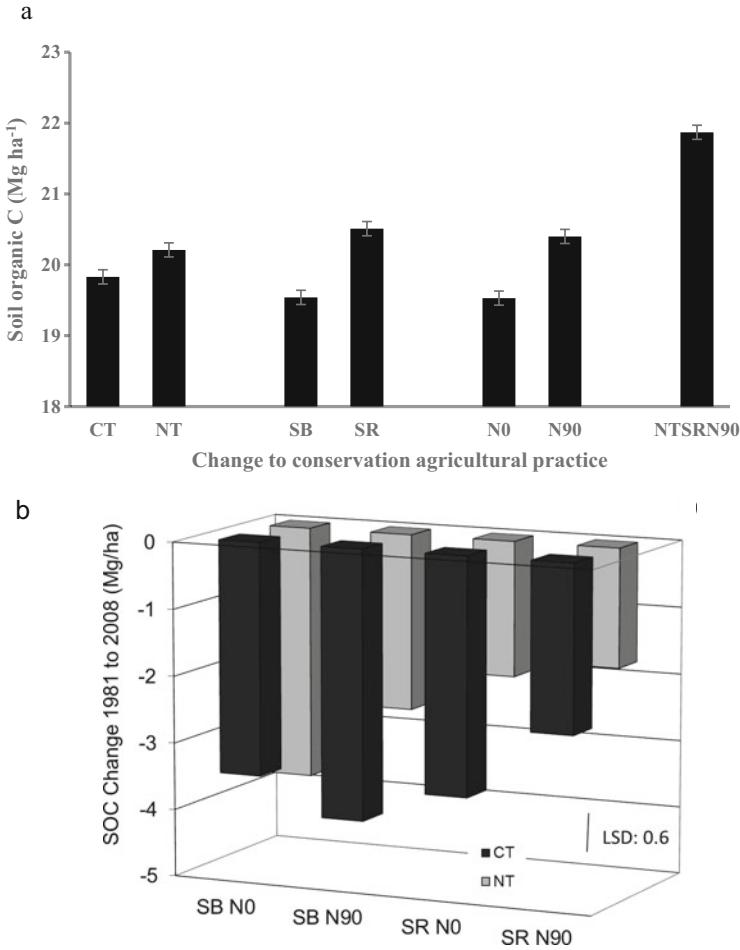 a
23
22
21
20
19
18
Soil organic C (Mg ha⁻¹)
CT NT SB SR N0 N90 NTSRN90
Change to conservation agricultural practice
b
0
-1
-2
-3
-4
-5
SOC Change 1981 to 2008 (Mg/ha)
LSD: 0.6
CT
NT
SB N0
SB N90
SR N0
SR N90